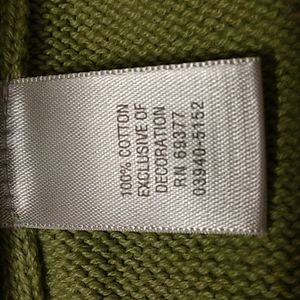 100% COTTON
EXCLUSIVE OF
DECORATION
RN 69377
03940-5152